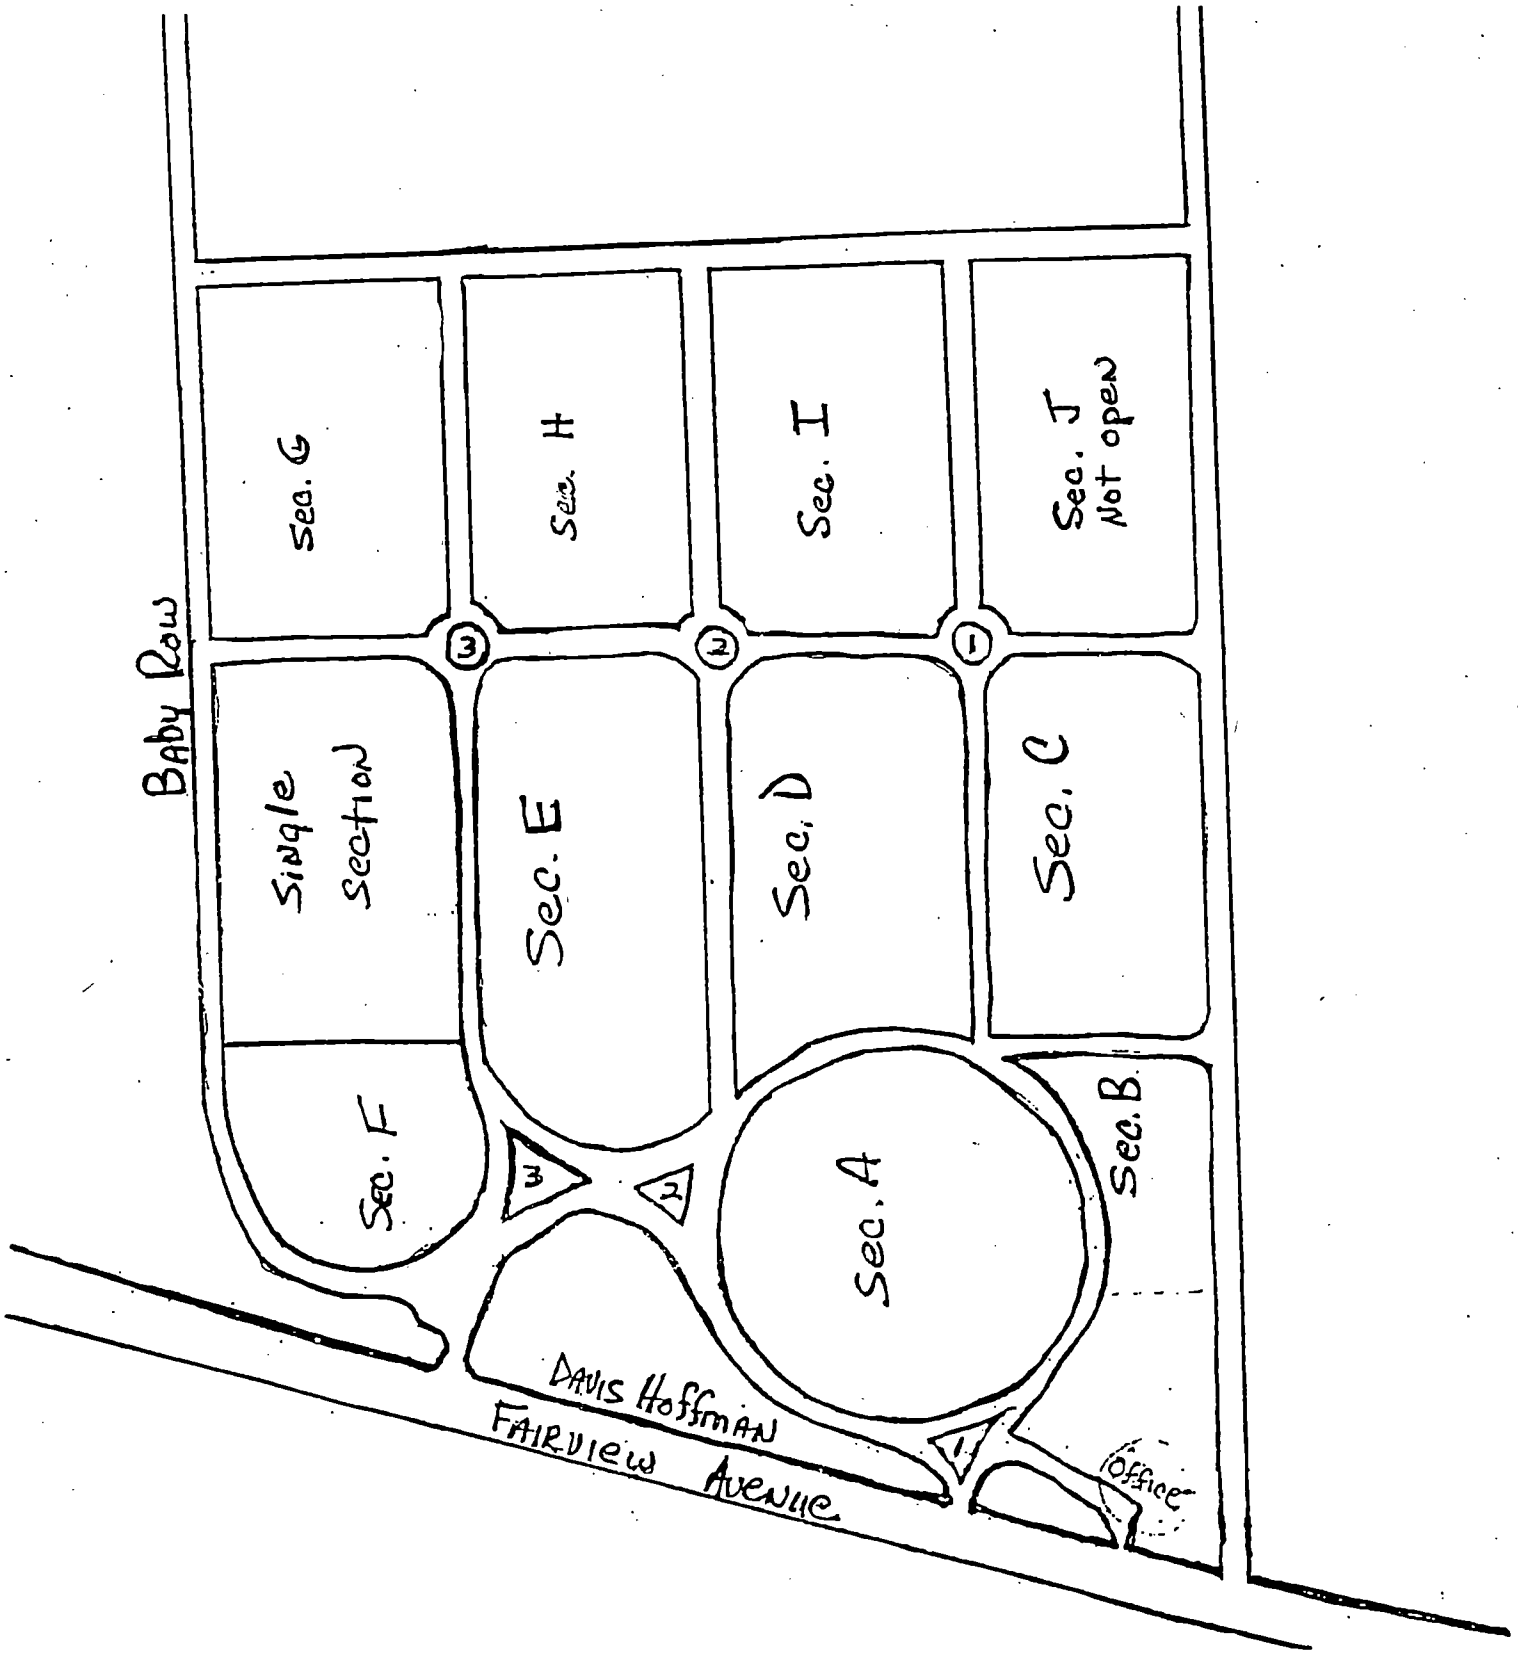 Sec. G
Sec. H
Sec. I
Sec. J
Not open
Baby Row
3
2
1
Single
Section
Sec. E
Sec. D
Sec. C
Sec. F
3
2
Sec. A
Sec. B
Davis Hoffman
Fairview Avenue
1
Office